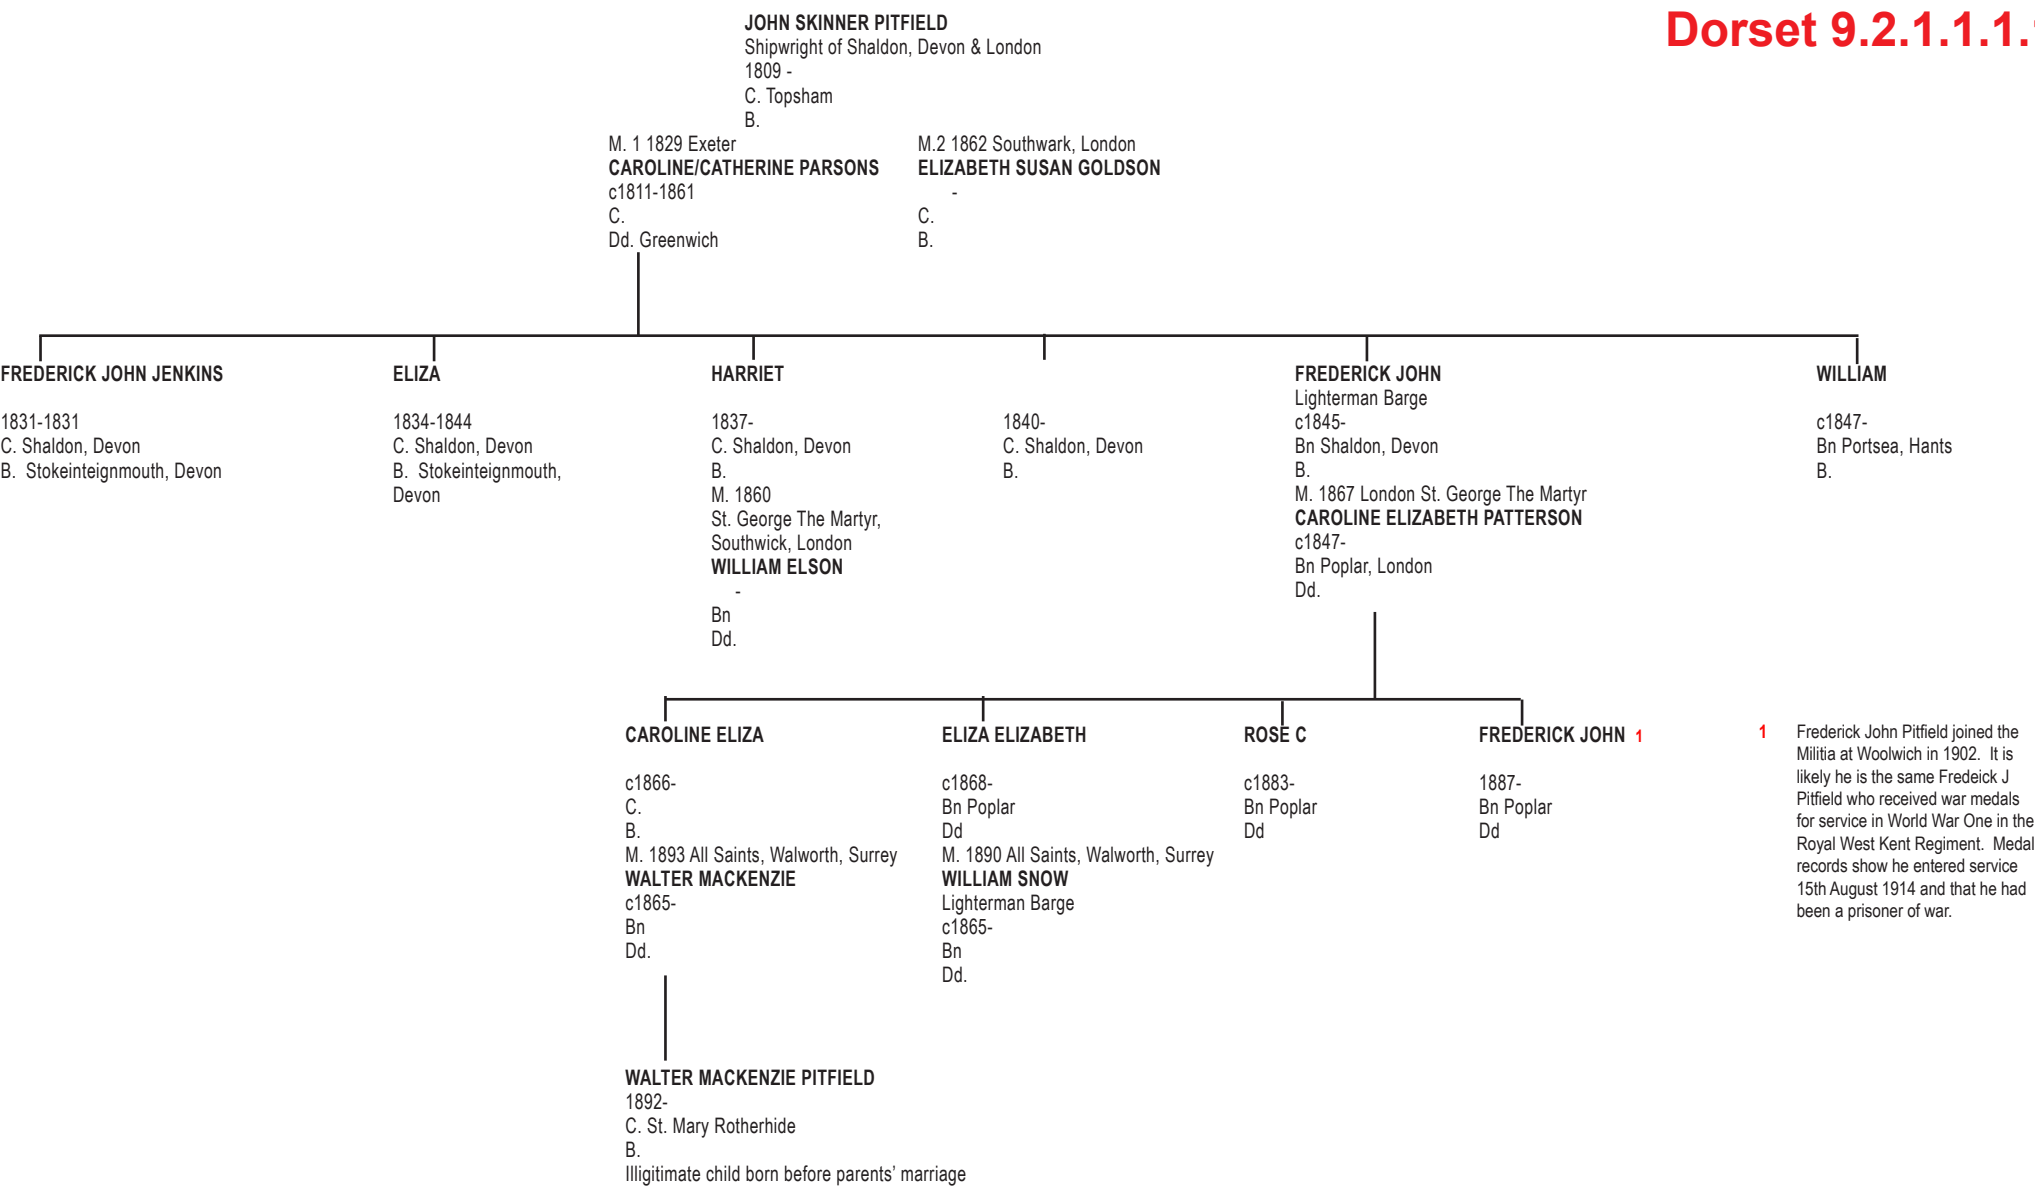 Dorset 9.2.1.1.1.
JOHN SKINNER PITFIELD
Shipwright of Shaldon, Devon & London
1809 -
C. Topsham
B.
M. 1 1829 Exeter
CAROLINE/CATHERINE PARSONS
c1811-1861
C.
Dd. Greenwich
M.2 1862 Southwark, London
ELIZABETH SUSAN GOLDSON
-
C.
B.
FREDERICK JOHN JENKINS
1831-1831
C. Shaldon, Devon
B. Stokeinteignmouth, Devon
ELIZA
1834-1844
C. Shaldon, Devon
B. Stokeinteignmouth,
Devon
HARRIET
1837-
C. Shaldon, Devon
B.
M. 1860
St. George The Martyr,
Southwick, London
WILLIAM ELSON
-
Bn
Dd.
1840-
C. Shaldon, Devon
B.
FREDERICK JOHN
Lighterman Barge
c1845-
Bn Shaldon, Devon
B.
M. 1867 London St. George The Martyr
CAROLINE ELIZABETH PATTERSON
c1847-
Bn Poplar, London
Dd.
WILLIAM
c1847-
Bn Portsea, Hants
B.
CAROLINE ELIZA
c1866-
C.
B.
M. 1893 All Saints, Walworth, Surrey
WALTER MACKENZIE
c1865-
Bn
Dd.
ELIZA ELIZABETH
c1868-
Bn Poplar
Dd
M. 1890 All Saints, Walworth, Surrey
WILLIAM SNOW
Lighterman Barge
c1865-
Bn
Dd.
ROSE C
c1883-
Bn Poplar
Dd
FREDERICK JOHN 1
1887-
Bn Poplar
Dd
1 Frederick John Pitfield joined the
Militia at Woolwich in 1902. It is
likely he is the same Fredeick J
Pitfield who received war medals
for service in World War One in the
Royal West Kent Regiment. Medal
records show he entered service
15th August 1914 and that he had
been a prisoner of war.
WALTER MACKENZIE PITFIELD
1892-
C. St. Mary Rotherhide
B.
Illigitimate child born before parents' marriage